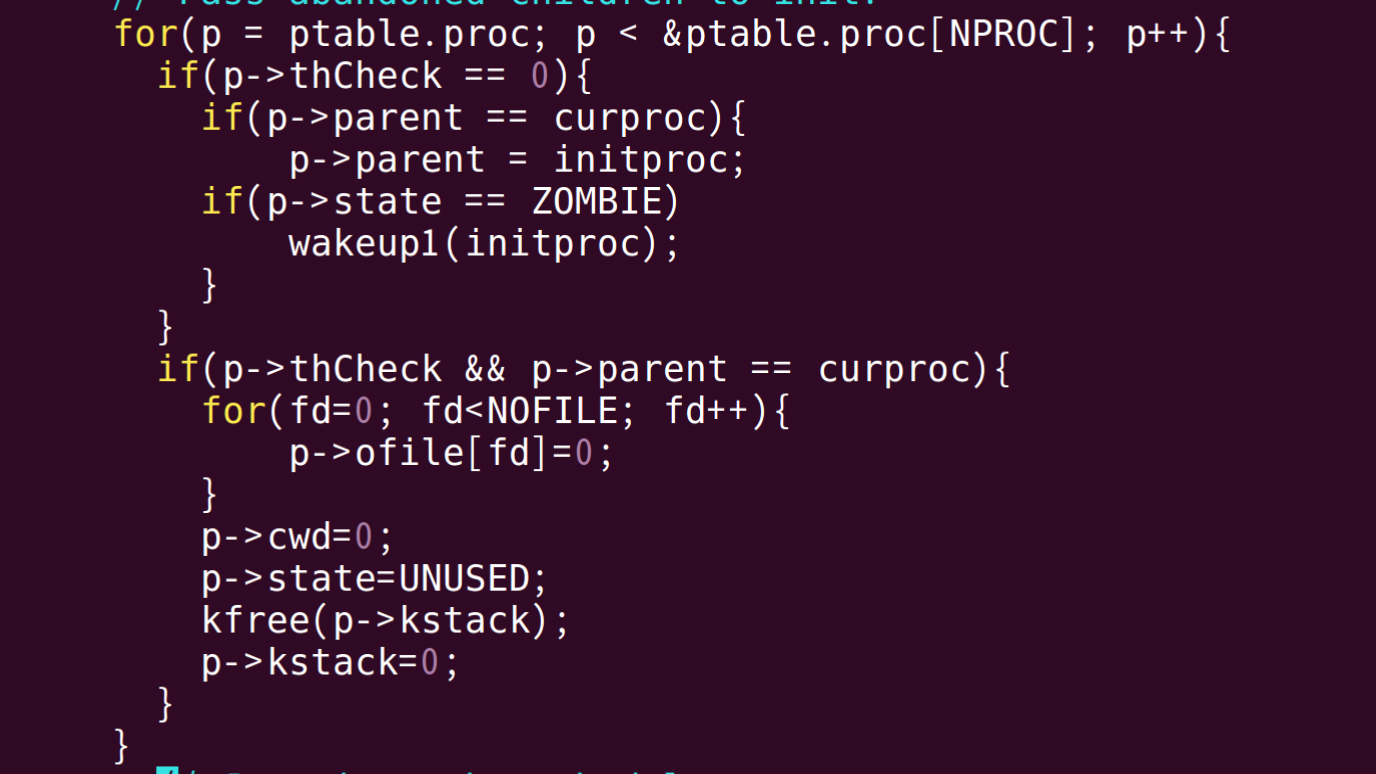 // Pass abandoned children to init.
for(p = ptable.proc; p < &ptable.proc[NPROC]; p++){
if(p->thCheck == 0){
if(p->parent == curproc){
p->parent = initproc;
if(p->state == ZOMBIE)
wakeup1(initproc);
}
}
if(p->thCheck && p->parent == curproc){
for(fd=0; fd<NOFILE; fd++){
p->ofile[fd]=0;
}
p->cwd=0;
p->state=UNUSED;
kfree(p->kstack);
p->kstack=0;
}
}
//